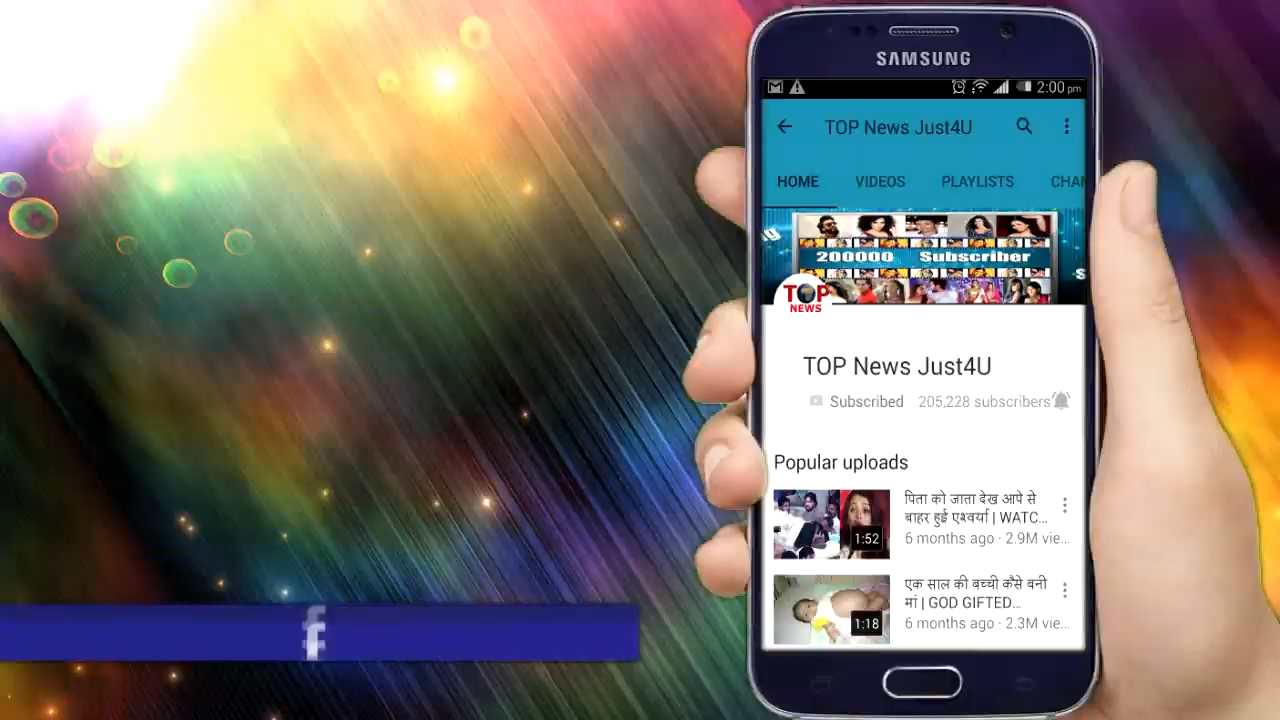 SAMSUNG
2:00 pm
TOP News Just4U
HOME VIDEOS PLAYLISTS CHAN
200000 Subscriber
TOP
NEWS
TOP News Just4U
Subscribed 205,228 subscribers
Popular uploads
पिता को जाता देख आपे से
बाहर हुई एश्वर्या | WATC...
6 months ago · 2.9M vie...
1:52
एक साल की बच्ची कैसे बनी
मां | GOD GIFTED...
6 months ago · 2.3M vie...
1:18
f